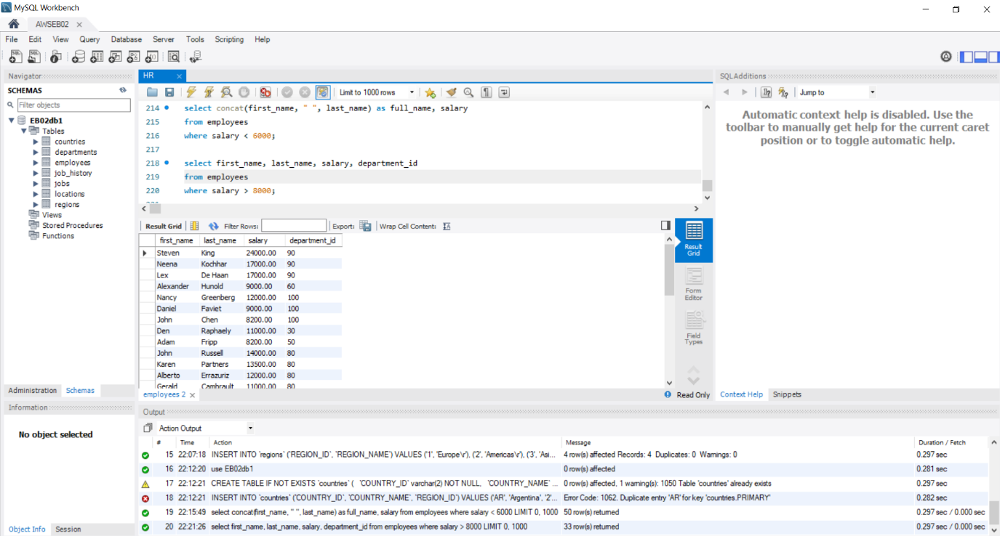 MySQL Workbench
AWSEB02
File Edit View Query Database Server Tools Scripting Help
Navigator
SCHEMAS
Filter objects
EB02db1
Tables
countries
departments
employees
job_history
jobs
locations
regions
Views
Stored Procedures
Functions
Administration Schemas
Information
No object selected
Object Info Session
HR
Limit to 1000 rows
214 select concat(first_name, " ", last_name) as full_name, salary
215 from employees
216 where salary < 6000;
217
218 select first_name, last_name, salary, department_id
219 from employees
220 where salary > 8000;
Result Grid Filter Rows: Export: Wrap Cell Content:
first_name last_name salary department_id
Steven King 24000.00 90
Neena Kochhar 17000.00 90
Lex De Haan 17000.00 90
Alexander Hunold 9000.00 60
Nancy Greenberg 12000.00 100
Daniel Faviet 9000.00 100
John Chen 8200.00 100
Den Raphaely 11000.00 30
Adam Fripp 8200.00 50
John Russell 14000.00 80
Karen Partners 13500.00 80
Alberto Errazuriz 12000.00 80
Gerald Cambrault 11000.00 80
Result
Grid
Form
Editor
Field
Types
employees 2 Read Only
SQLAdditions
Jump to
Automatic context help is disabled. Use the
toolbar to manually get help for the current caret
position or to toggle automatic help.
Context Help Snippets
Output
Action Output
# Time Action Message Duration / Fetch
15 22:07:18 INSERT INTO `regions` (`REGION_ID`, `REGION_NAME`) VALUES ('1', 'Europe\r'), ('2', 'Americas\r'), ('3', 'Asi... 4 row(s) affected Records: 4 Duplicates: 0 Warnings: 0 0.297 sec
16 22:12:20 use EB02db1 0 row(s) affected 0.281 sec
17 22:12:21 CREATE TABLE IF NOT EXISTS `countries` ( `COUNTRY_ID` varchar(2) NOT NULL, `COUNTRY_NAME` ... 0 row(s) affected, 1 warning(s): 1050 Table 'countries' already exists 0.297 sec
18 22:12:21 INSERT INTO `countries` (`COUNTRY_ID`, `COUNTRY_NAME`, `REGION_ID`) VALUES ('AR', 'Argentina', '2'... Error Code: 1062. Duplicate entry 'AR' for key 'countries.PRIMARY' 0.282 sec
19 22:15:49 select concat(first_name, " ", last_name) as full_name, salary from employees where salary < 6000 LIMIT 0, 1000 50 row(s) returned 0.297 sec / 0.000 sec
20 22:21:26 select first_name, last_name, salary, department_id from employees where salary > 8000 LIMIT 0, 1000 33 row(s) returned 0.297 sec / 0.000 sec